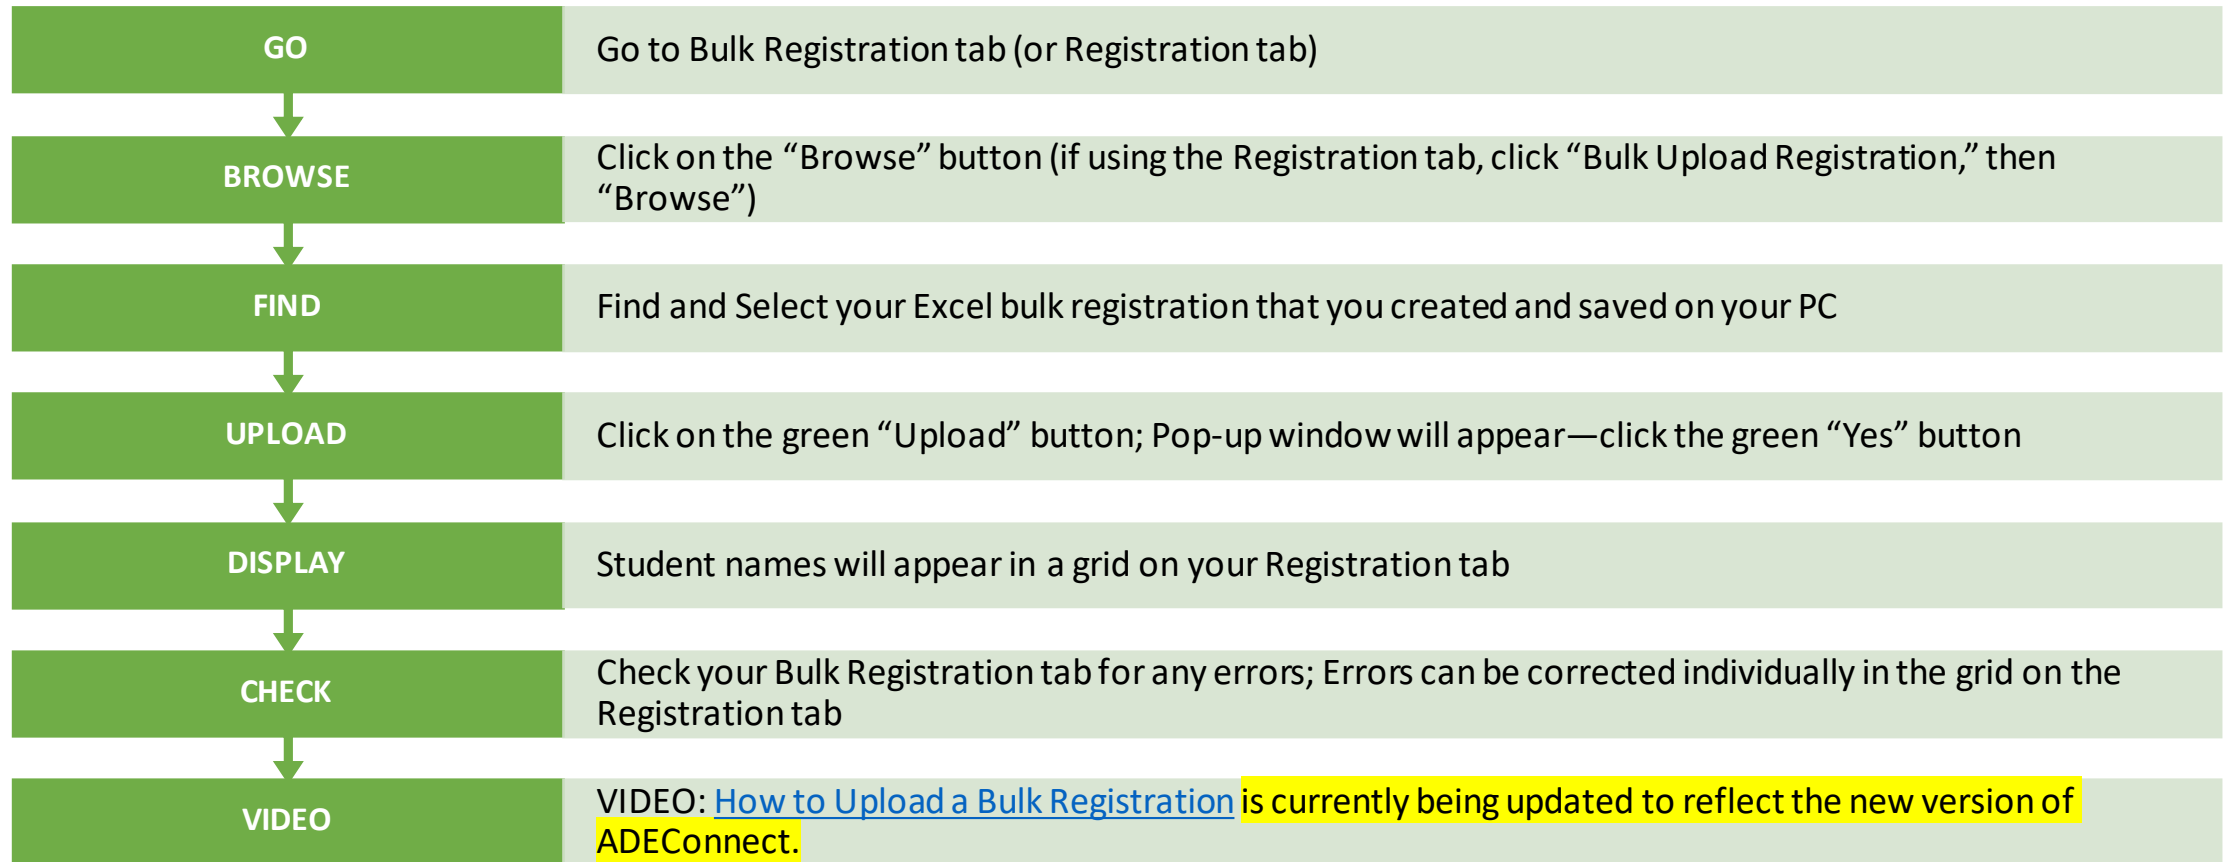 GO
Go to Bulk Registration tab (or Registration tab)
BROWSE
Click on the “Browse” button (if using the Registration tab, click “Bulk Upload Registration,” then
“Browse”)
FIND
Find and Select your Excel bulk registration that you created and saved on your PC
UPLOAD
Click on the green “Upload” button; Pop-up window will appear—click the green “Yes” button
DISPLAY
Student names will appear in a grid on your Registration tab
CHECK
Check your Bulk Registration tab for any errors; Errors can be corrected individually in the grid on the
Registration tab
VIDEO
VIDEO: How to Upload a Bulk Registration is currently being updated to reflect the new version of
ADEConnect.